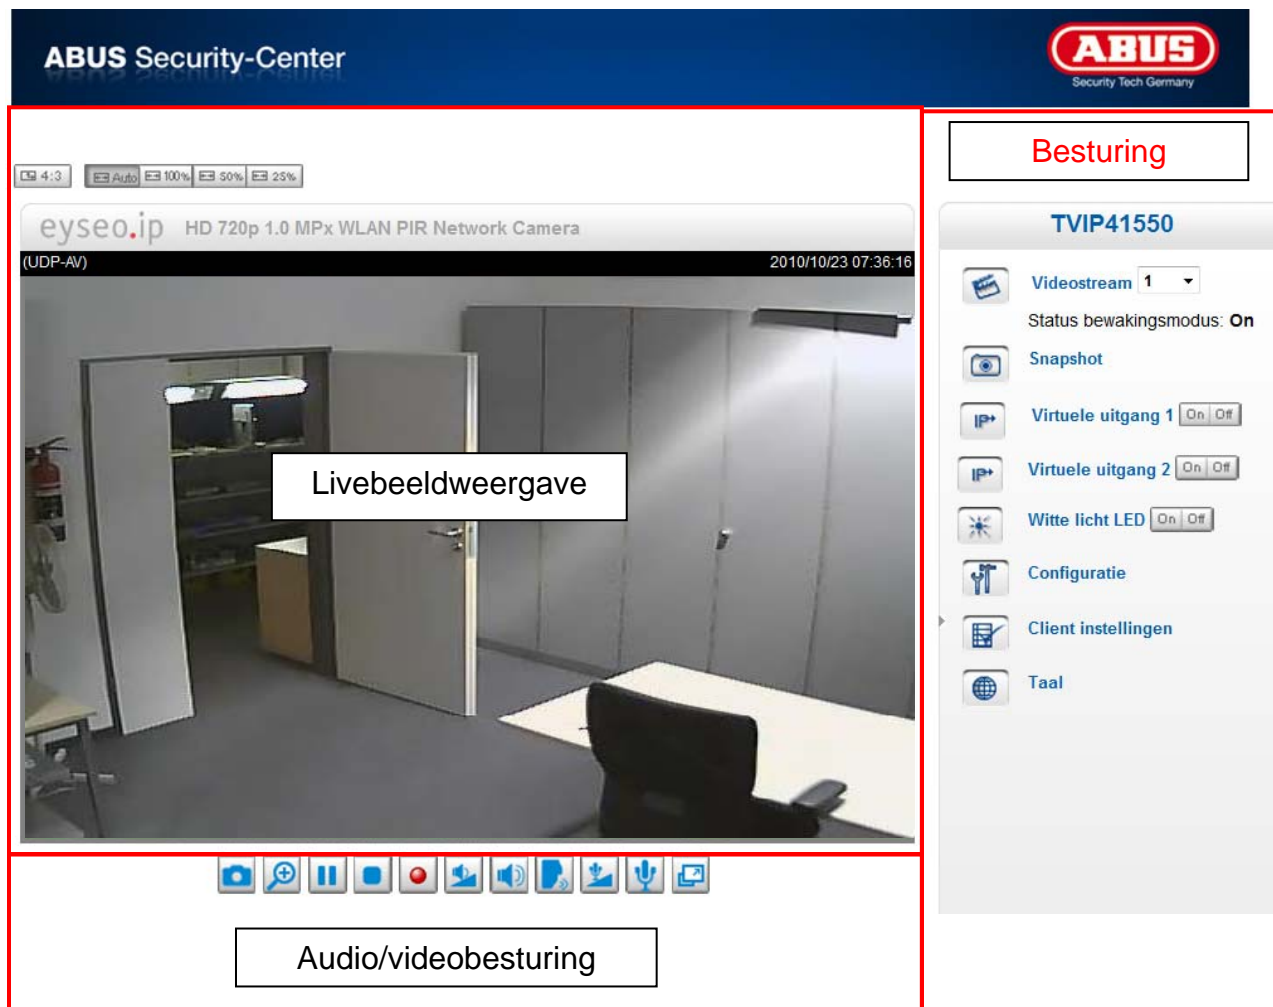 ABUS Security-Center
ABUS
Security Tech Germany
Besturing
4:3
Auto 100% 50% 25%
eyseo.ip HD 720p 1.0 MPx WLAN PIR Network Camera
(UDP-AV) 2010/10/23 07:36:16
Livebeeldweergave
TVIP41550
Videostream 1
Status bewakingsmodus: On
Snapshot
IP Virtuele uitgang 1 On Off
IP Virtuele uitgang 2 On Off
Witte licht LED On Off
Configuratie
Client instellingen
Taal
Audio/videobesturing